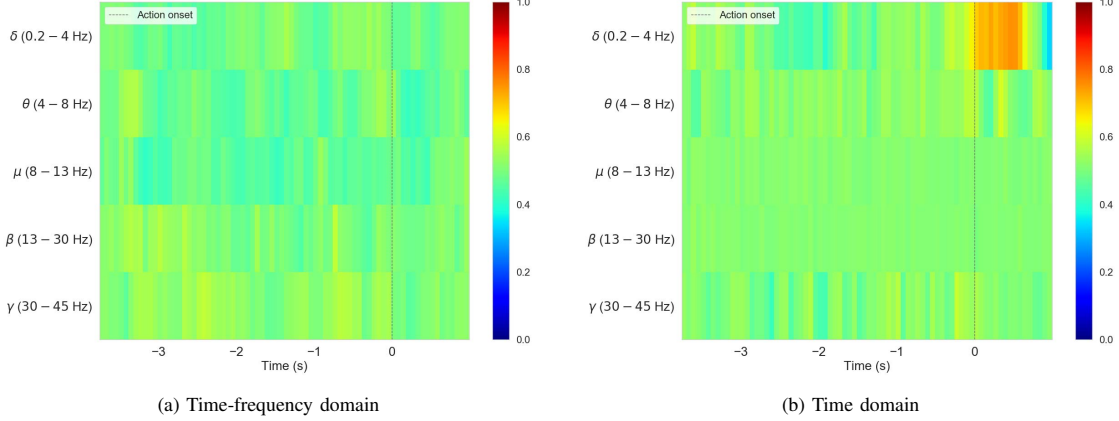 Action onset
δ (0.2 − 4 Hz)
θ (4 − 8 Hz)
μ (8 − 13 Hz)
β (13 − 30 Hz)
γ (30 − 45 Hz)
−3 −2 −1 0
Time (s)
1.0
0.8
0.6
0.4
0.2
0.0
(a) Time-frequency domain
Action onset
δ (0.2 − 4 Hz)
θ (4 − 8 Hz)
μ (8 − 13 Hz)
β (13 − 30 Hz)
γ (30 − 45 Hz)
−3 −2 −1 0
Time (s)
1.0
0.8
0.6
0.4
0.2
0.0
(b) Time domain